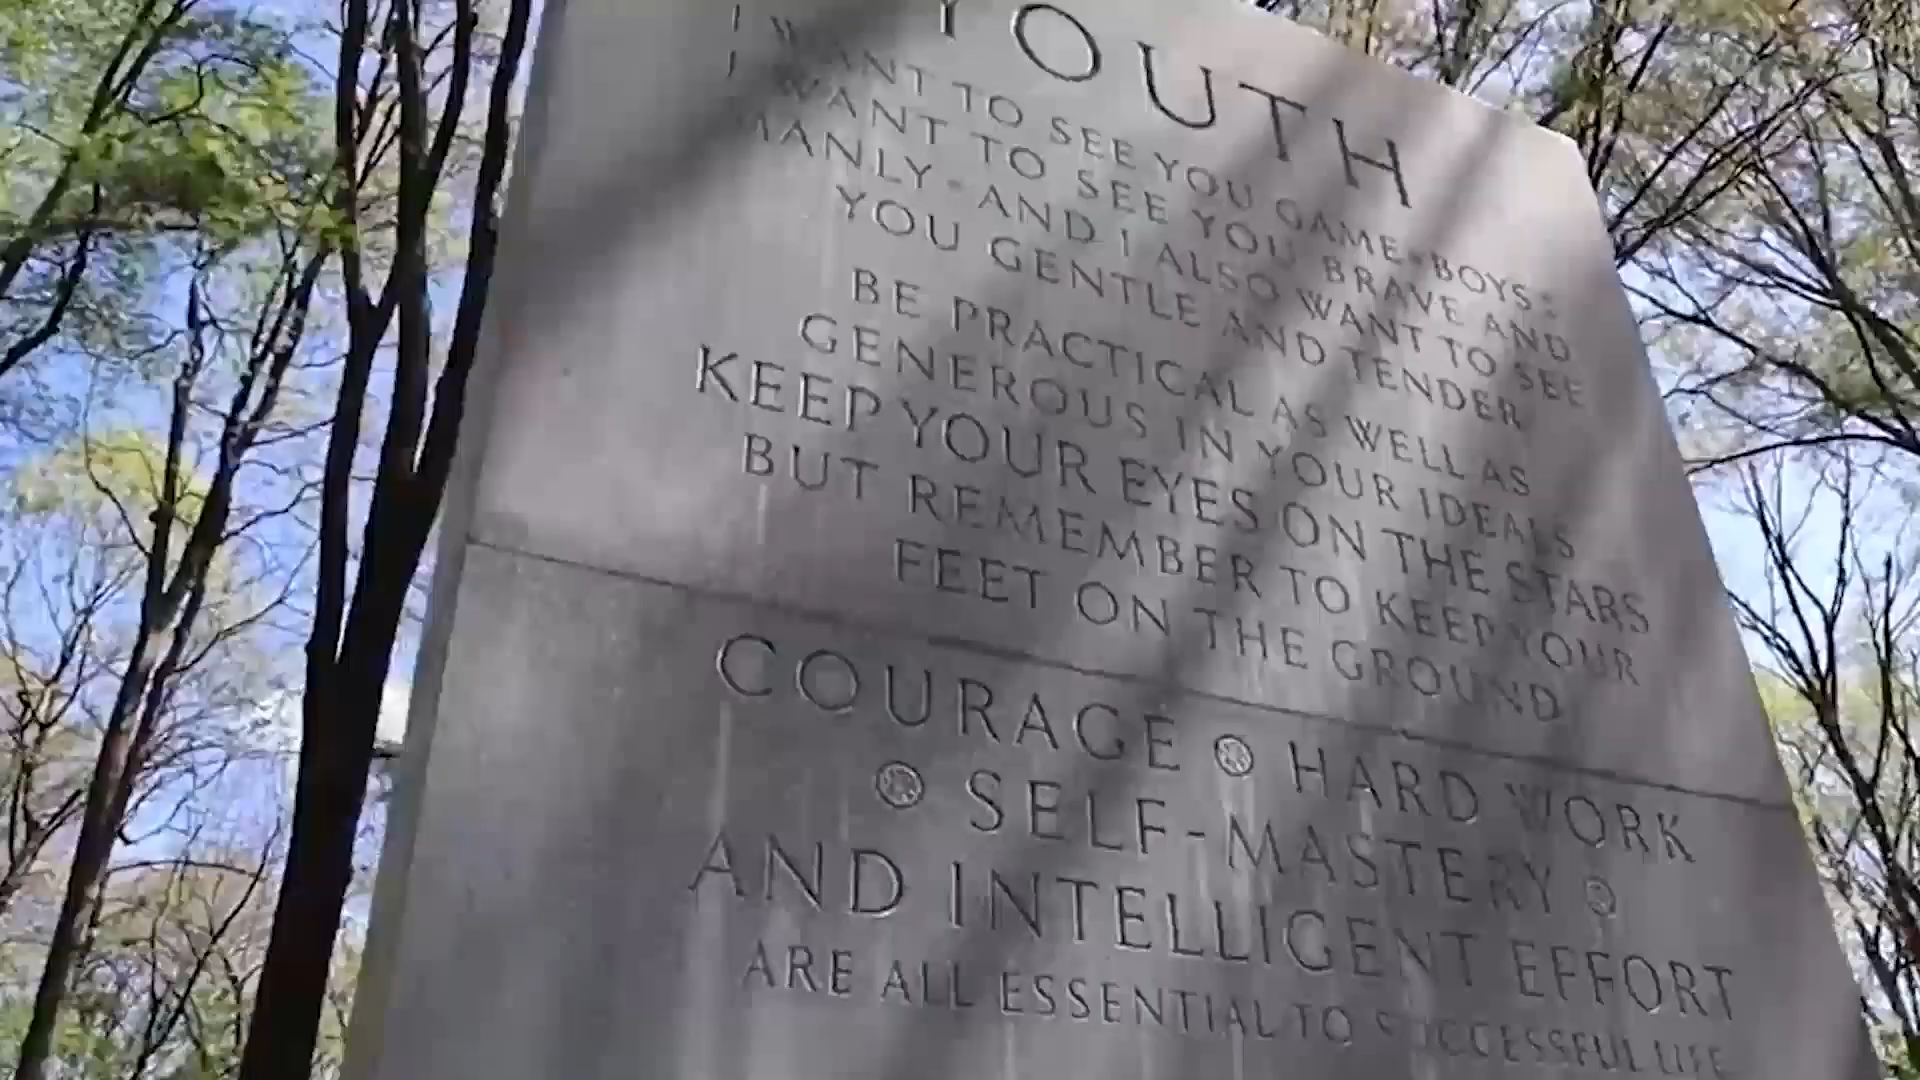 YOUTH
I WANT TO SEE YOU GAME · BOYS ·
I WANT TO SEE YOU BRAVE AND
MANLY · AND I ALSO WANT TO SEE
YOU GENTLE AND TENDER
BE PRACTICAL AS WELL AS
GENEROUS IN YOUR IDEALS
KEEP YOUR EYES ON THE STARS
BUT REMEMBER TO KEEP YOUR
FEET ON THE GROUND
COURAGE HARD WORK
SELF-MASTERY
AND INTELLIGENT EFFORT
ARE ALL ESSENTIAL TO SUCCESSFUL LIFE